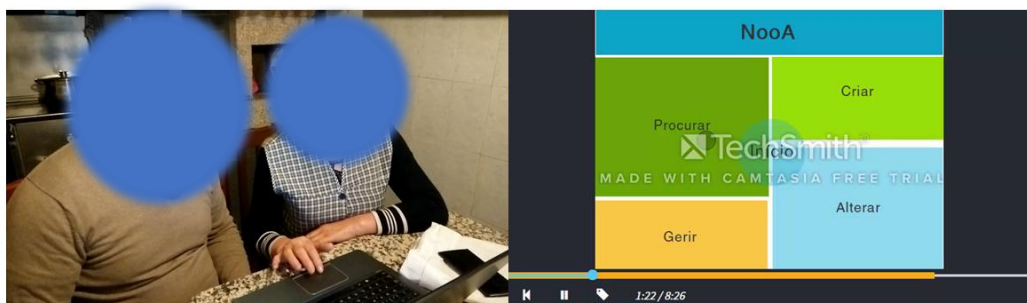 NooA
Criar
Procurar
Início
TechSmith®
MADE WITH CAMTASIA FREE TRIAL
Alterar
Gerir
1:22 / 8:26